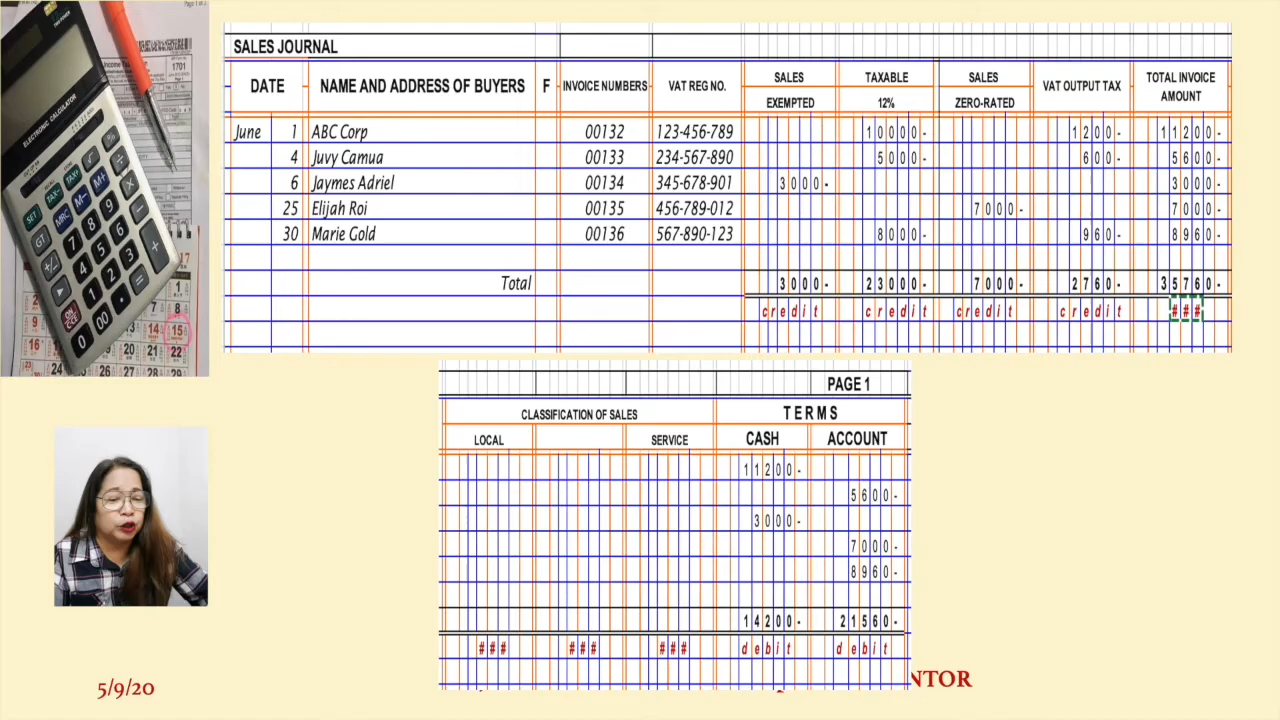 SALES JOURNAL
DATE NAME AND ADDRESS OF BUYERS F INVOICE NUMBERS VAT REG NO. SALES EXEMPTED TAXABLE 12% SALES ZERO-RATED VAT OUTPUT TAX TOTAL INVOICE AMOUNT
June 1 ABC Corp 00132 123-456-789 10000- 1200- 11200-
4 Juvy Camua 00133 234-567-890 5000- 600- 5600-
6 Jaymes Adriel 00134 345-678-901 3000- 3000-
25 Elijah Roi 00135 456-789-012 7000- 7000-
30 Marie Gold 00136 567-890-123 8000- 960- 8960-
Total 3000- 23000- 7000- 2760- 35760-
credit credit credit credit ###
PAGE 1
CLASSIFICATION OF SALES TERMS
LOCAL SERVICE CASH ACCOUNT
11200-
5600-
3000-
7000-
8960-
14200- 21560-
### ### ### debit debit
5/9/20
NTOR
ELECTRONIC CALCULATOR
1701